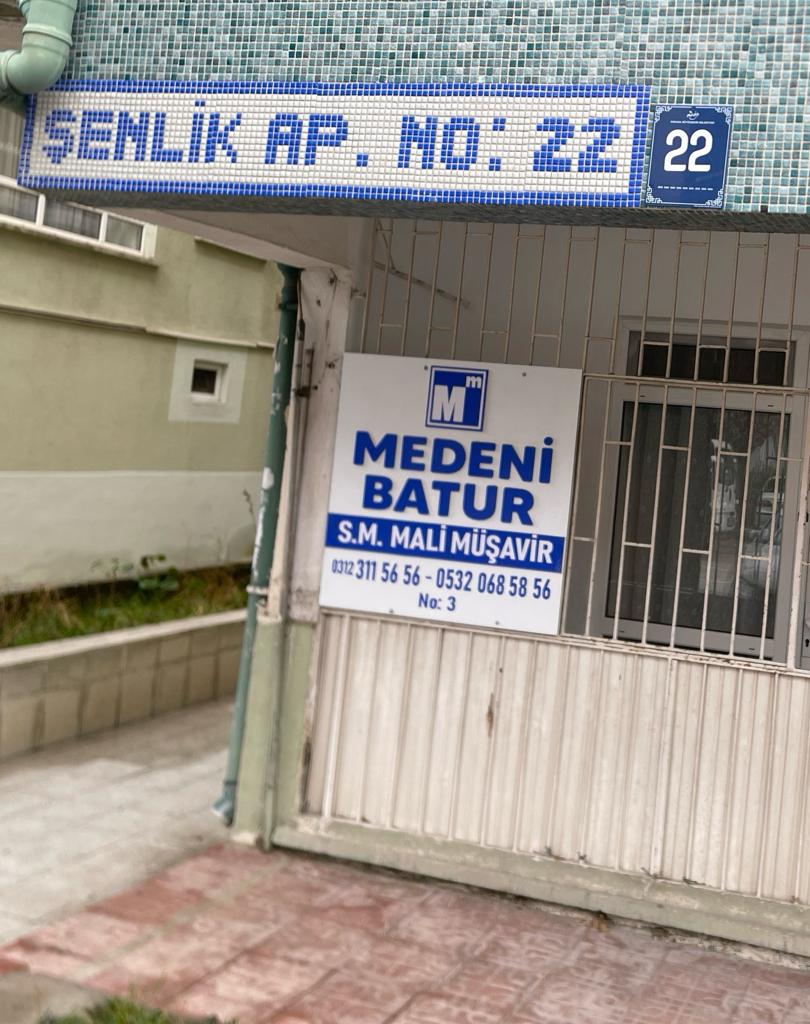 ŞENLİK AP. NO: 22
22
Mm
MEDENİ
BATUR
S.M. MALİ MÜŞAVİR
0312 311 56 56 - 0532 068 58 56
No: 3